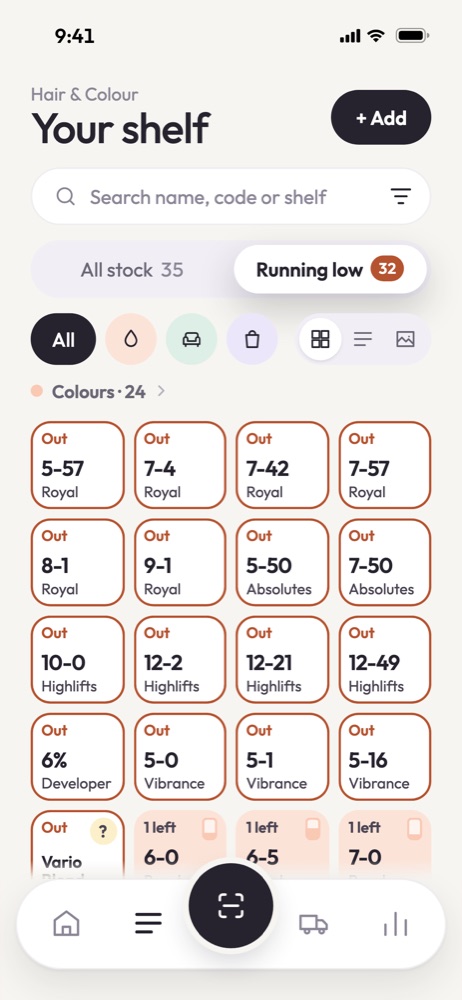 9:41
Hair & Colour
Your shelf
+ Add
Search name, code or shelf
All stock 35
Running low 32
All
Colours · 24
Out Out Out Out
5-57 7-4 7-42 7-57
Royal Royal Royal Royal
Out Out Out Out
8-1 9-1 5-50 7-50
Royal Royal Absolutes Absolutes
Out Out Out Out
10-0 12-2 12-21 12-49
Highlifts Highlifts Highlifts Highlifts
Out Out Out Out
6% 5-0 5-1 5-16
Developer Vibrance Vibrance Vibrance
Out ? 1 left 1 left 1 left
Vario 6-0 6-5 7-0